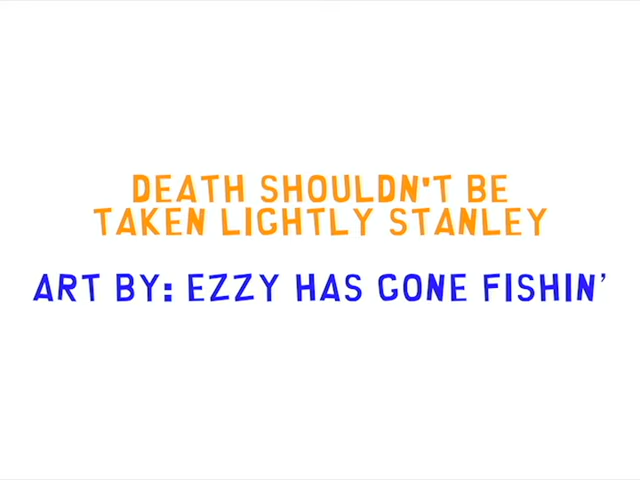 DEATH SHOULDN'T BE
TAKEN LIGHTLY STANLEY
ART BY: EZZY HAS GONE FISHIN'